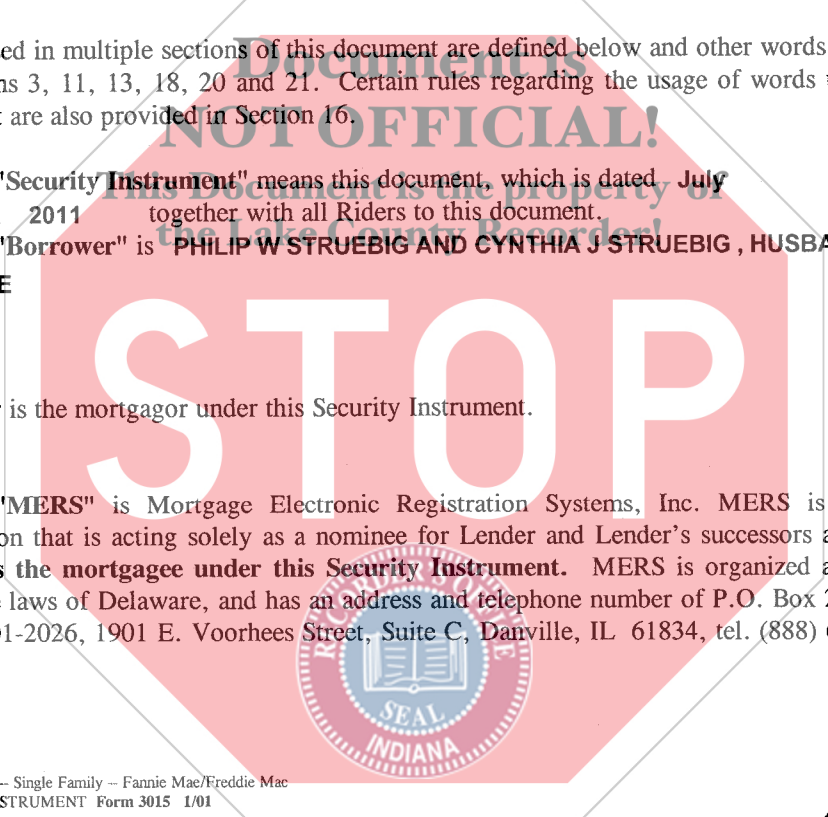 ed in multiple sections of this document are defined below and other words
ns 3, 11, 13, 18, 20 and 21. Certain rules regarding the usage of words
are also provided in Section 16.
Document is
NOT OFFICIAL!
This Document is the property of
the Lake County Recorder!
"Security Instrument" means this document, which is dated July
2011 together with all Riders to this document.
"Borrower" is PHILIP W STRUEBIG AND CYNTHIA J STRUEBIG , HUSBA
E
STOP
r is the mortgagor under this Security Instrument.
"MERS" is Mortgage Electronic Registration Systems, Inc. MERS is
on that is acting solely as a nominee for Lender and Lender's successors a
s the mortgagee under this Security Instrument. MERS is organized a
laws of Delaware, and has an address and telephone number of P.O. Box 2
1-2026, 1901 E. Voorhees Street, Suite C, Danville, IL 61834, tel. (888) 6
RECORDER'S OFFICE
SEAL
INDIANA
– Single Family – Fannie Mae/Freddie Mac
STRUMENT Form 3015 1/01